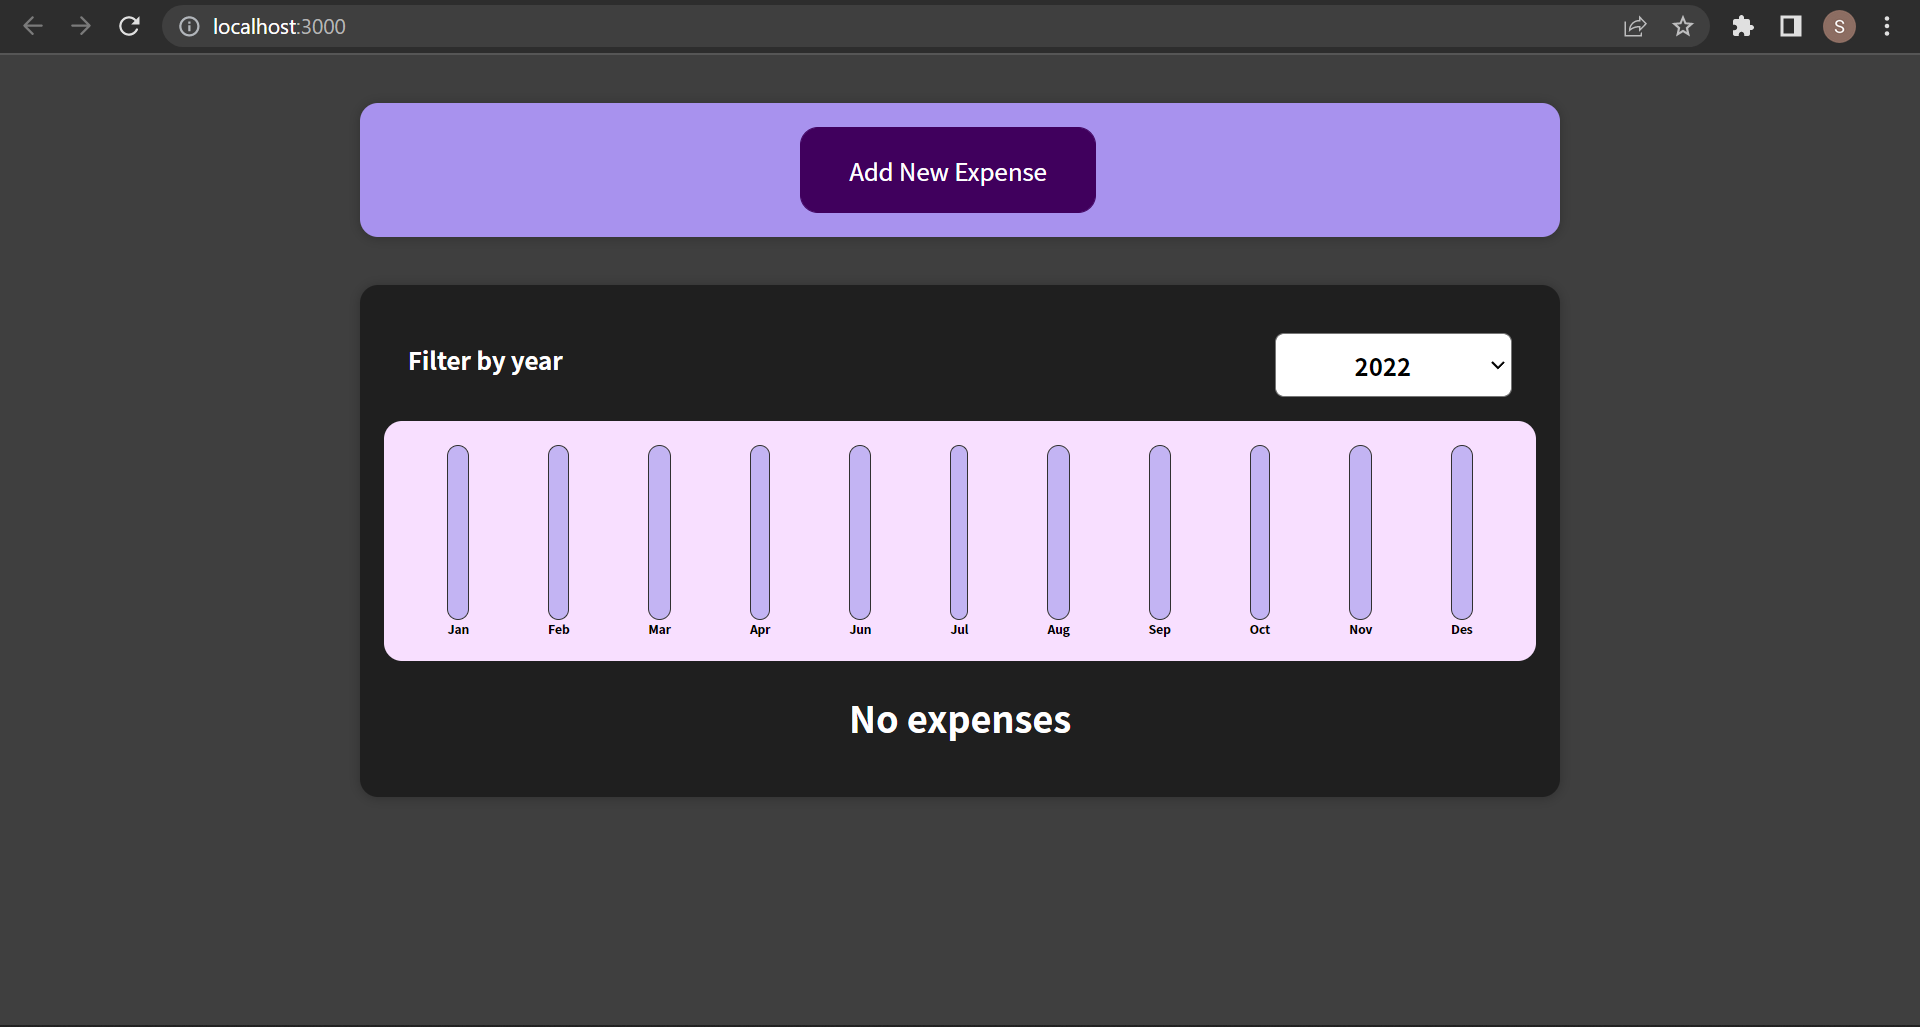 localhost:3000
S
Add New Expense
Filter by year
2022
Jan Feb Mar Apr Jun Jul Aug Sep Oct Nov Des
No expenses